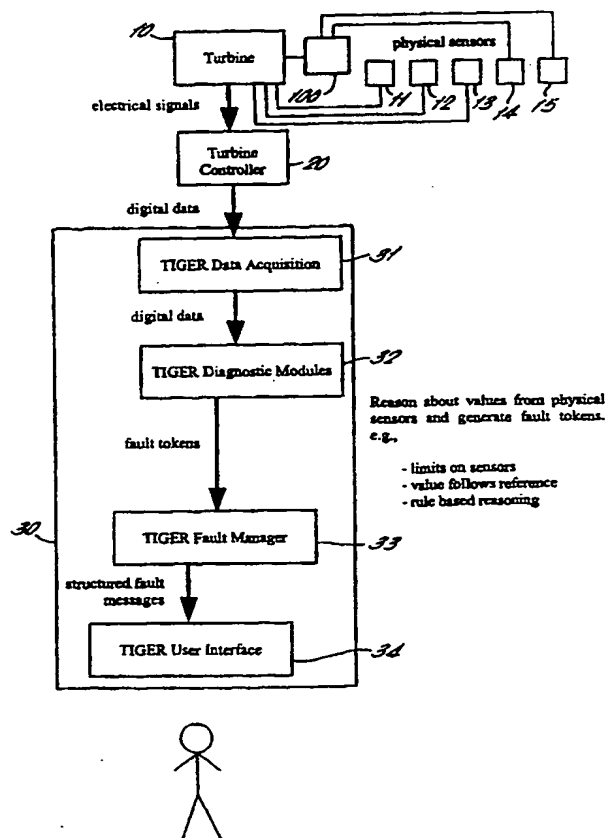 10
Turbine
physical sensors
100
11
12
13
14
15
electrical signals
Turbine
Controller
20
digital data
TIGER Data Acquisition
31
digital data
TIGER Diagnostic Modules
32
Reason about values from physical
sensors and generate fault tokens.
e.g.,
- limits on sensors
- value follows reference
- rule based reasoning
fault tokens
30
TIGER Fault Manager
33
structured fault
messages
TIGER User Interface
34